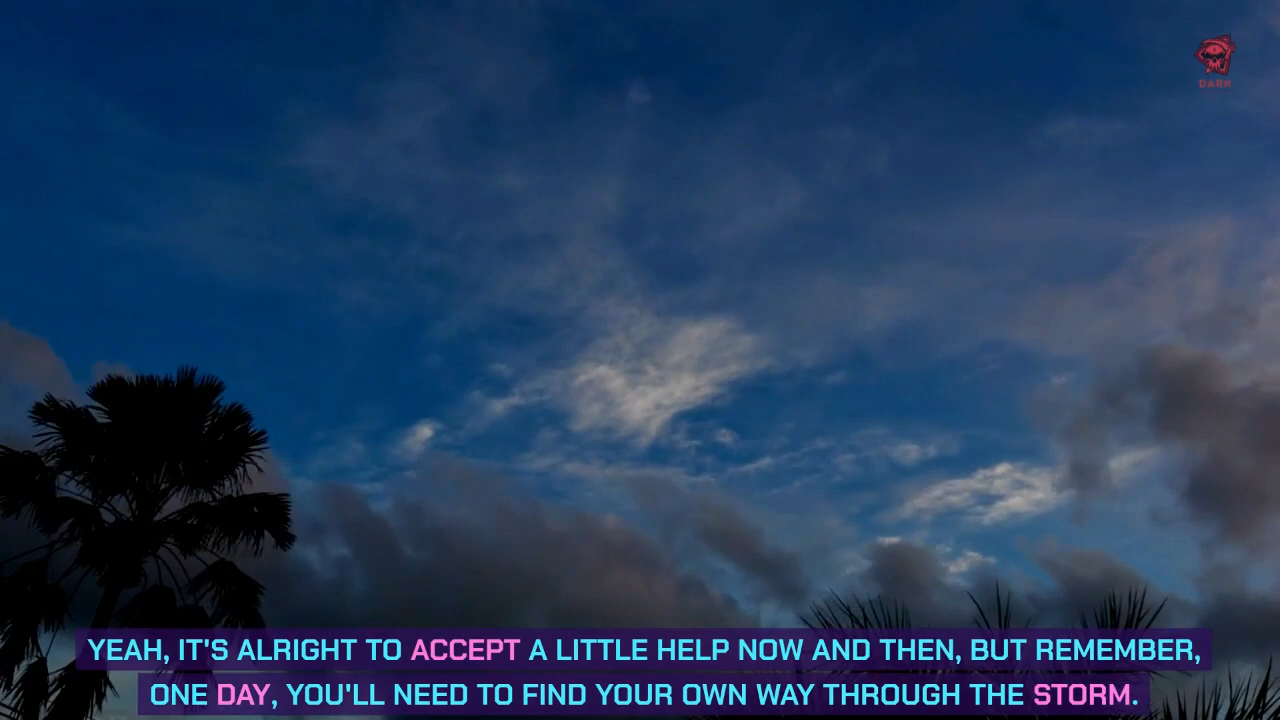 DARK
YEAH, IT'S ALRIGHT TO ACCEPT A LITTLE HELP NOW AND THEN, BUT REMEMBER,
ONE DAY, YOU'LL NEED TO FIND YOUR OWN WAY THROUGH THE STORM.